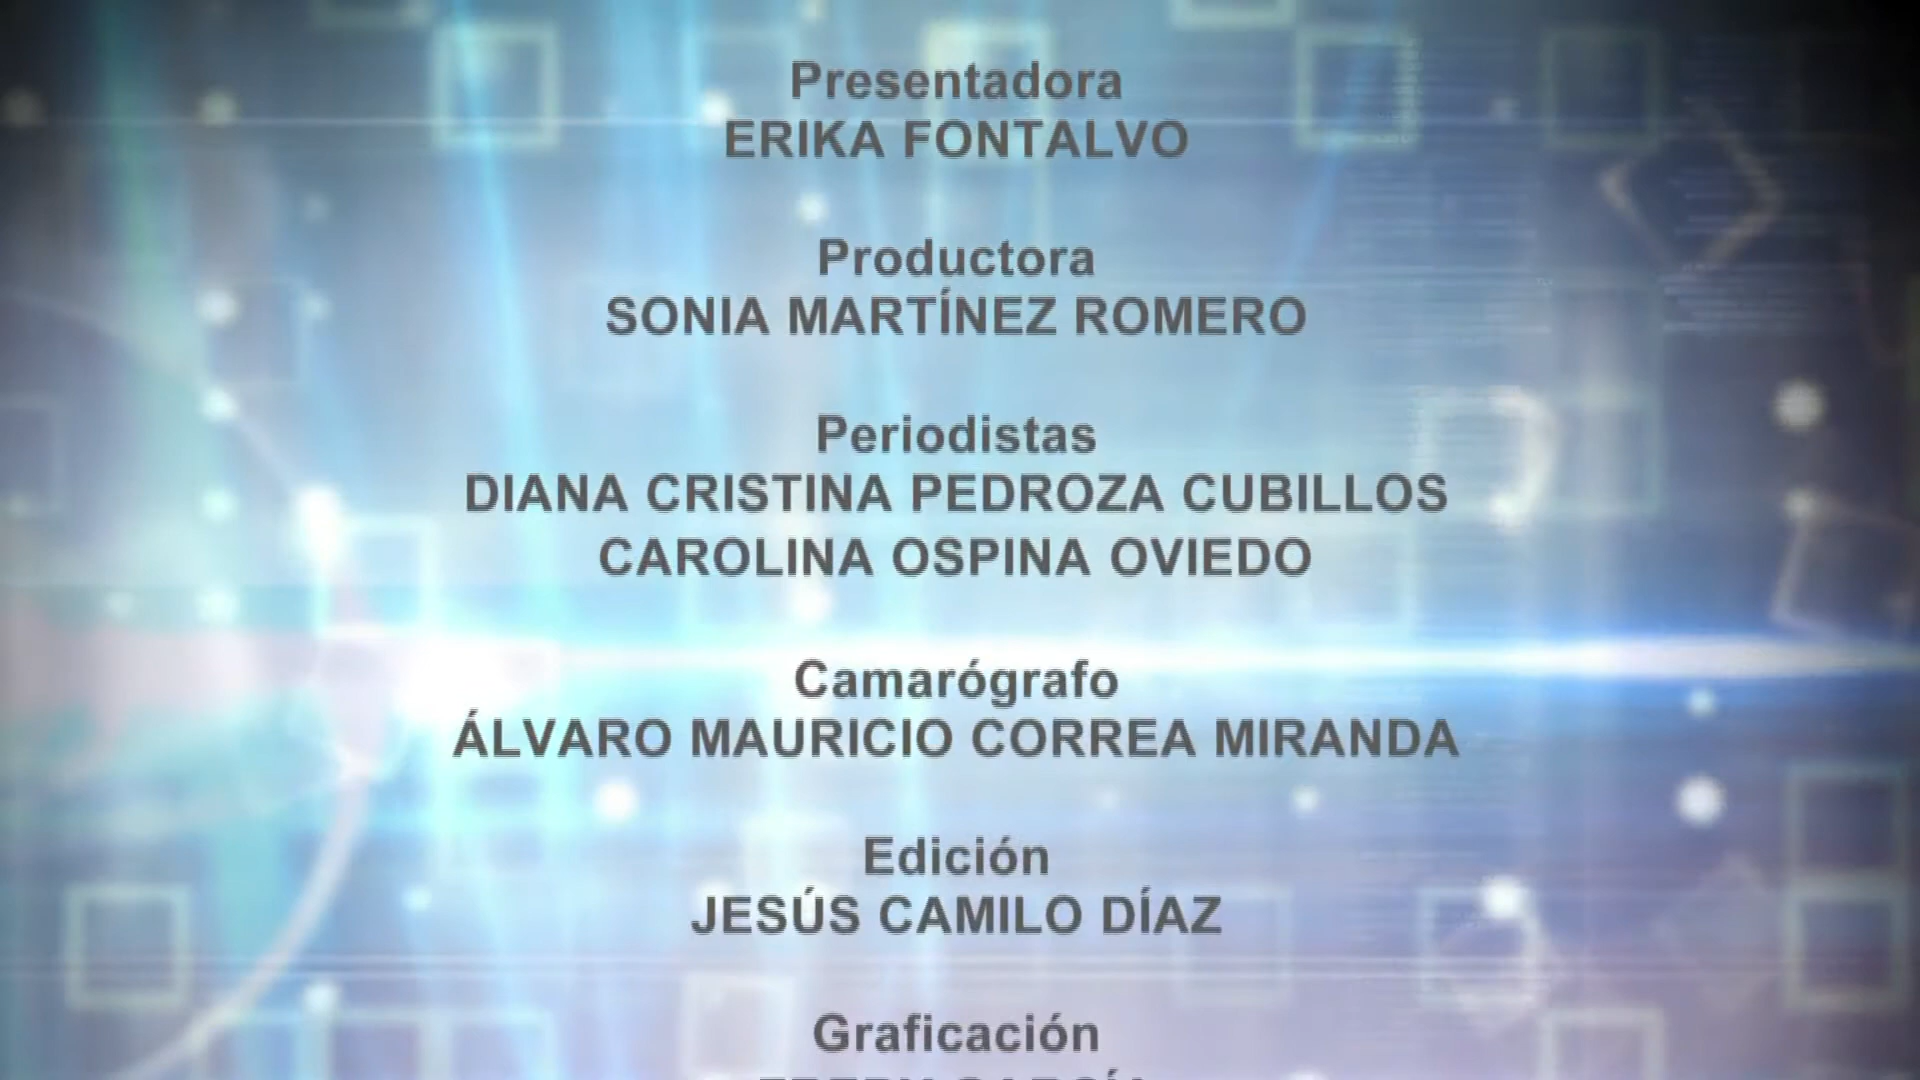 Presentadora
ERIKA FONTALVO
Productora
SONIA MARTÍNEZ ROMERO
Periodistas
DIANA CRISTINA PEDROZA CUBILLOS
CAROLINA OSPINA OVIEDO
Camarógrafo
ÁLVARO MAURICIO CORREA MIRANDA
Edición
JESÚS CAMILO DÍAZ
Graficación